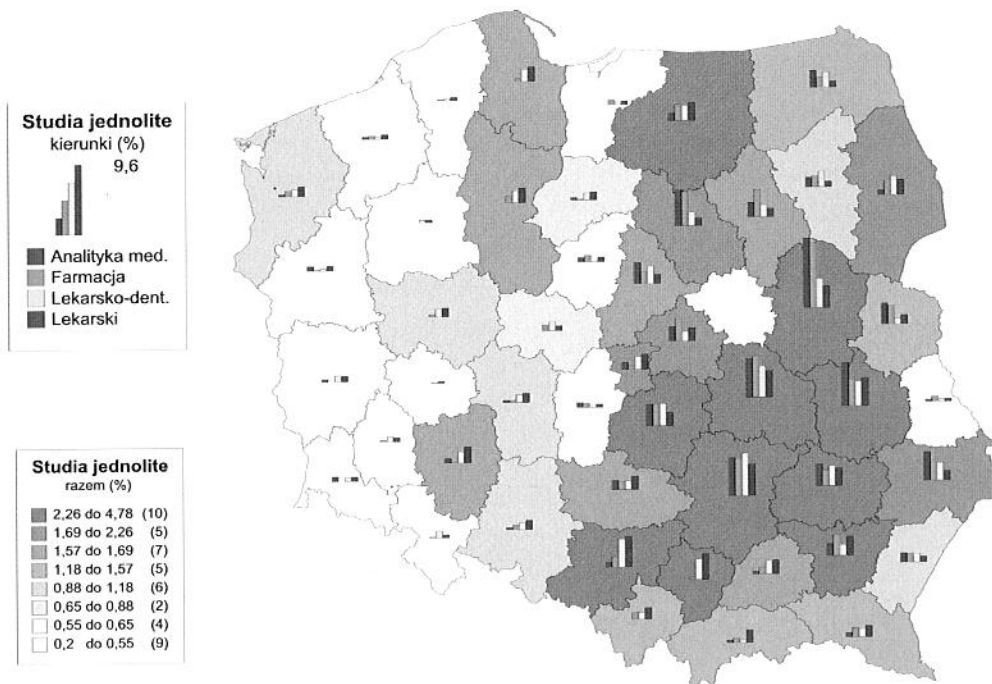 Studia jednolite
kierunki (%)
9,6
Analityka med.
Farmacja
Lekarsko-dent.
Lekarski
Studia jednolite
razem (%)
2,26 do 4,78 (10)
1,69 do 2,26 (5)
1,57 do 1,69 (7)
1,18 do 1,57 (5)
0,88 do 1,18 (6)
0,65 do 0,88 (2)
0,55 do 0,65 (4)
0,2 do 0,55 (9)